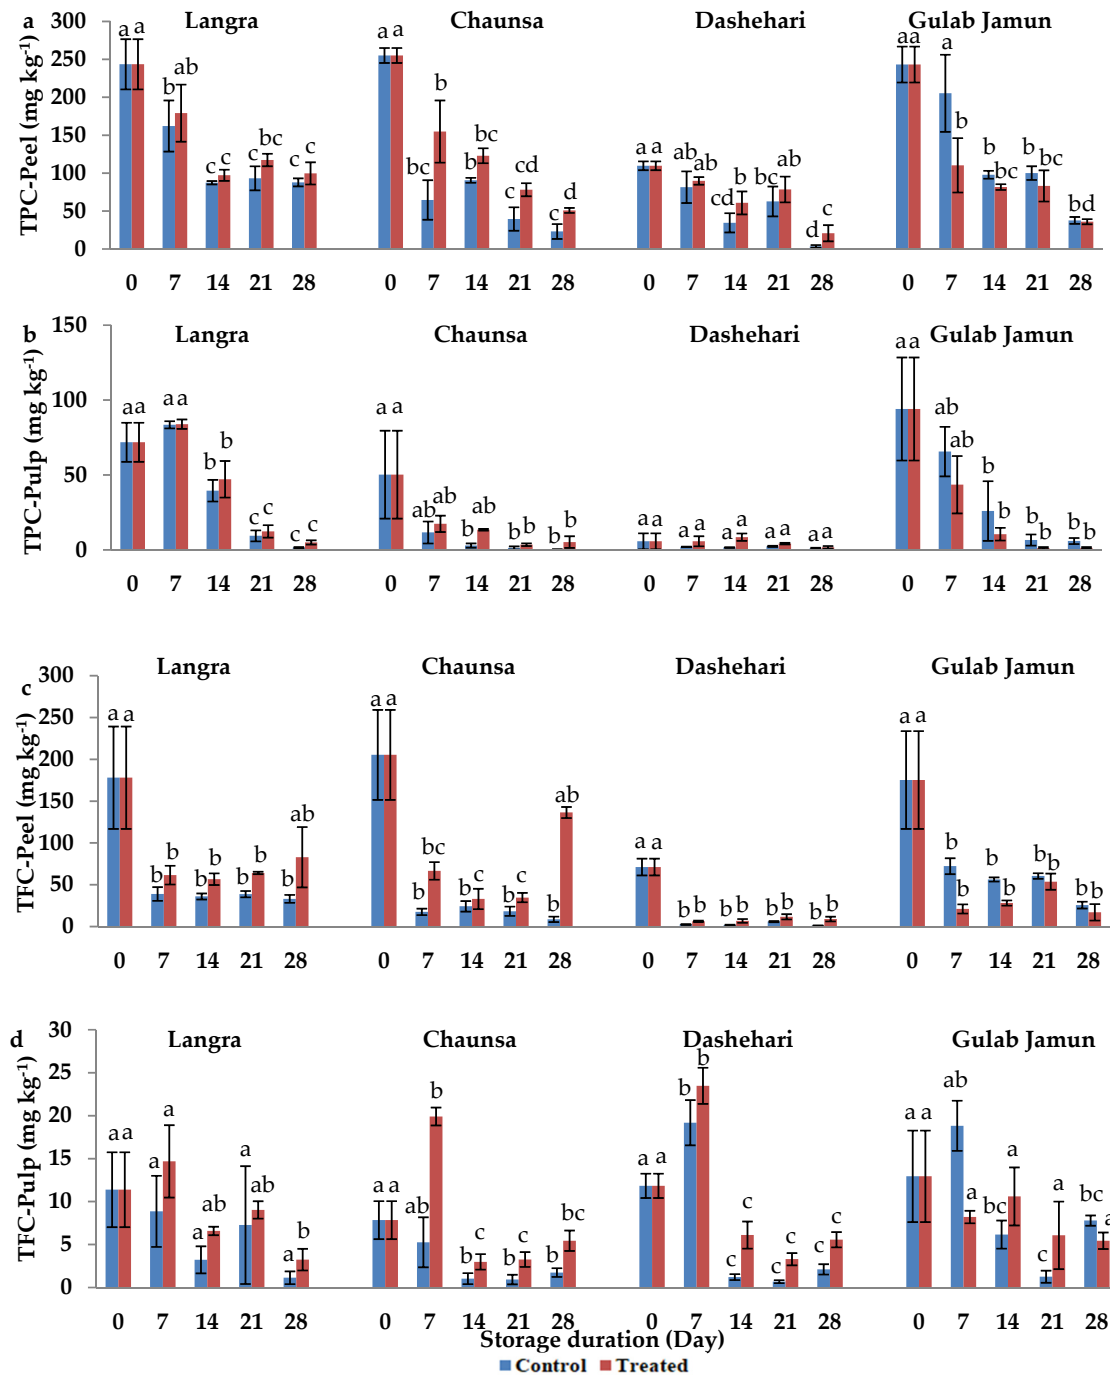 a
Langra Chaunsa Dashehari Gulab Jamun
TPC-Peel (mg kg-1)
300
250
200
150
100
50
0
a a b ab c c c bc c c
a a bc b b bc c cd c d
a a ab ab cd b bc ab d c
a a a b b bc b bc b d
0 7 14 21 28 0 7 14 21 28 0 7 14 21 28 0 7 14 21 28
b
Langra Chaunsa Dashehari Gulab Jamun
TPC-Pulp (mg kg-1)
150
100
50
0
a a a a b b c c c c
a a ab ab b ab b b b b
a a a a a a a a a a
a a ab ab b b b b b b
0 7 14 21 28 0 7 14 21 28 0 7 14 21 28 0 7 14 21 28
c
Langra Chaunsa Dashehari Gulab Jamun
TFC-Peel (mg kg-1)
300
250
200
150
100
50
0
a a b b b b b b b ab
a a b bc b c b c b ab
a a b b b b b b b b
a a b b b b b b b b
0 7 14 21 28 0 7 14 21 28 0 7 14 21 28 0 7 14 21 28
d
Langra Chaunsa Dashehari Gulab Jamun
TFC-Pulp (mg kg-1)
30
25
20
15
10
5
0
a a a a a ab a ab a b
a a ab b b c b c b bc
a a b b c c c c c c
a a ab a bc a c a bc a
0 7 14 21 28 0 7 14 21 28 0 7 14 21 28 0 7 14 21 28
Storage duration (Day)
Control Treated